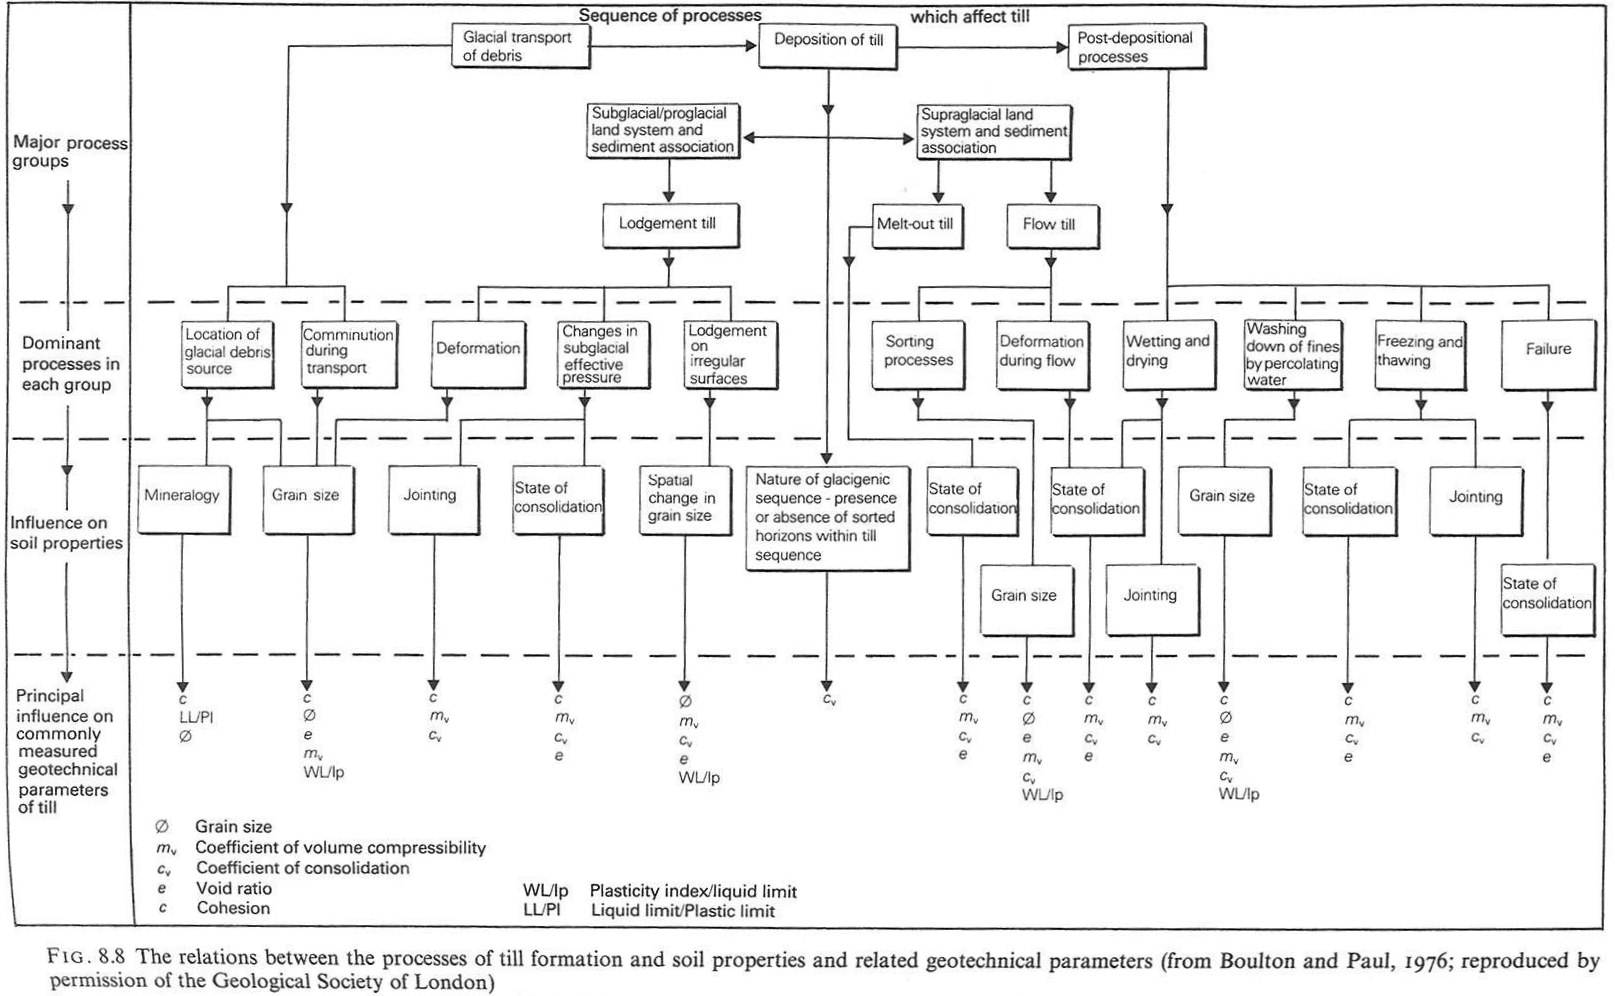 Sequence of processes which affect till
Glacial transport
of debris
Deposition of till
Post-depositional
processes
Major process
groups
Subglacial/proglacial
land system and
sediment association
Supraglacial land
system and sediment
association
Lodgement till
Melt-out till
Flow till
Dominant
processes in
each group
Location of
glacial debris
source
Comminution
during
transport
Deformation
Changes in
subglacial
effective
pressure
Lodgement
on
irregular
surfaces
Sorting
processes
Deformation
during flow
Wetting and
drying
Washing
down of fines
by percolating
water
Freezing and
thawing
Failure
Influence on
soil properties
Mineralogy
Grain size
Jointing
State of
consolidation
Spatial
change in
grain size
Nature of glacigenic
sequence - presence
or absence of sorted
horizons within till
sequence
State of
consolidation
Grain size
State of
consolidation
Jointing
Grain size
State of
consolidation
Jointing
State of
consolidation
Principal
influence on
commonly
measured
geotechnical
parameters
of till
c
LL/Pl
Ø
c
Ø
e
mv
WL/Ip
c
mv
cv
c
mv
cv
e
Ø
mv
cv
e
WL/Ip
cv
c
mv
cv
e
c
Ø
e
mv
cv
WL/Ip
c
mv
cv
e
c
mv
cv
c
Ø
e
mv
cv
WL/Ip
c
mv
cv
e
c
mv
cv
c
mv
cv
e
Ø Grain size
mv Coefficient of volume compressibility
cv Coefficient of consolidation
e Void ratio
c Cohesion
WL/Ip Plasticity index/liquid limit
LL/Pl Liquid limit/Plastic limit
FIG. 8.8 The relations between the processes of till formation and soil properties and related geotechnical parameters (from Boulton and Paul, 1976; reproduced by
permission of the Geological Society of London)